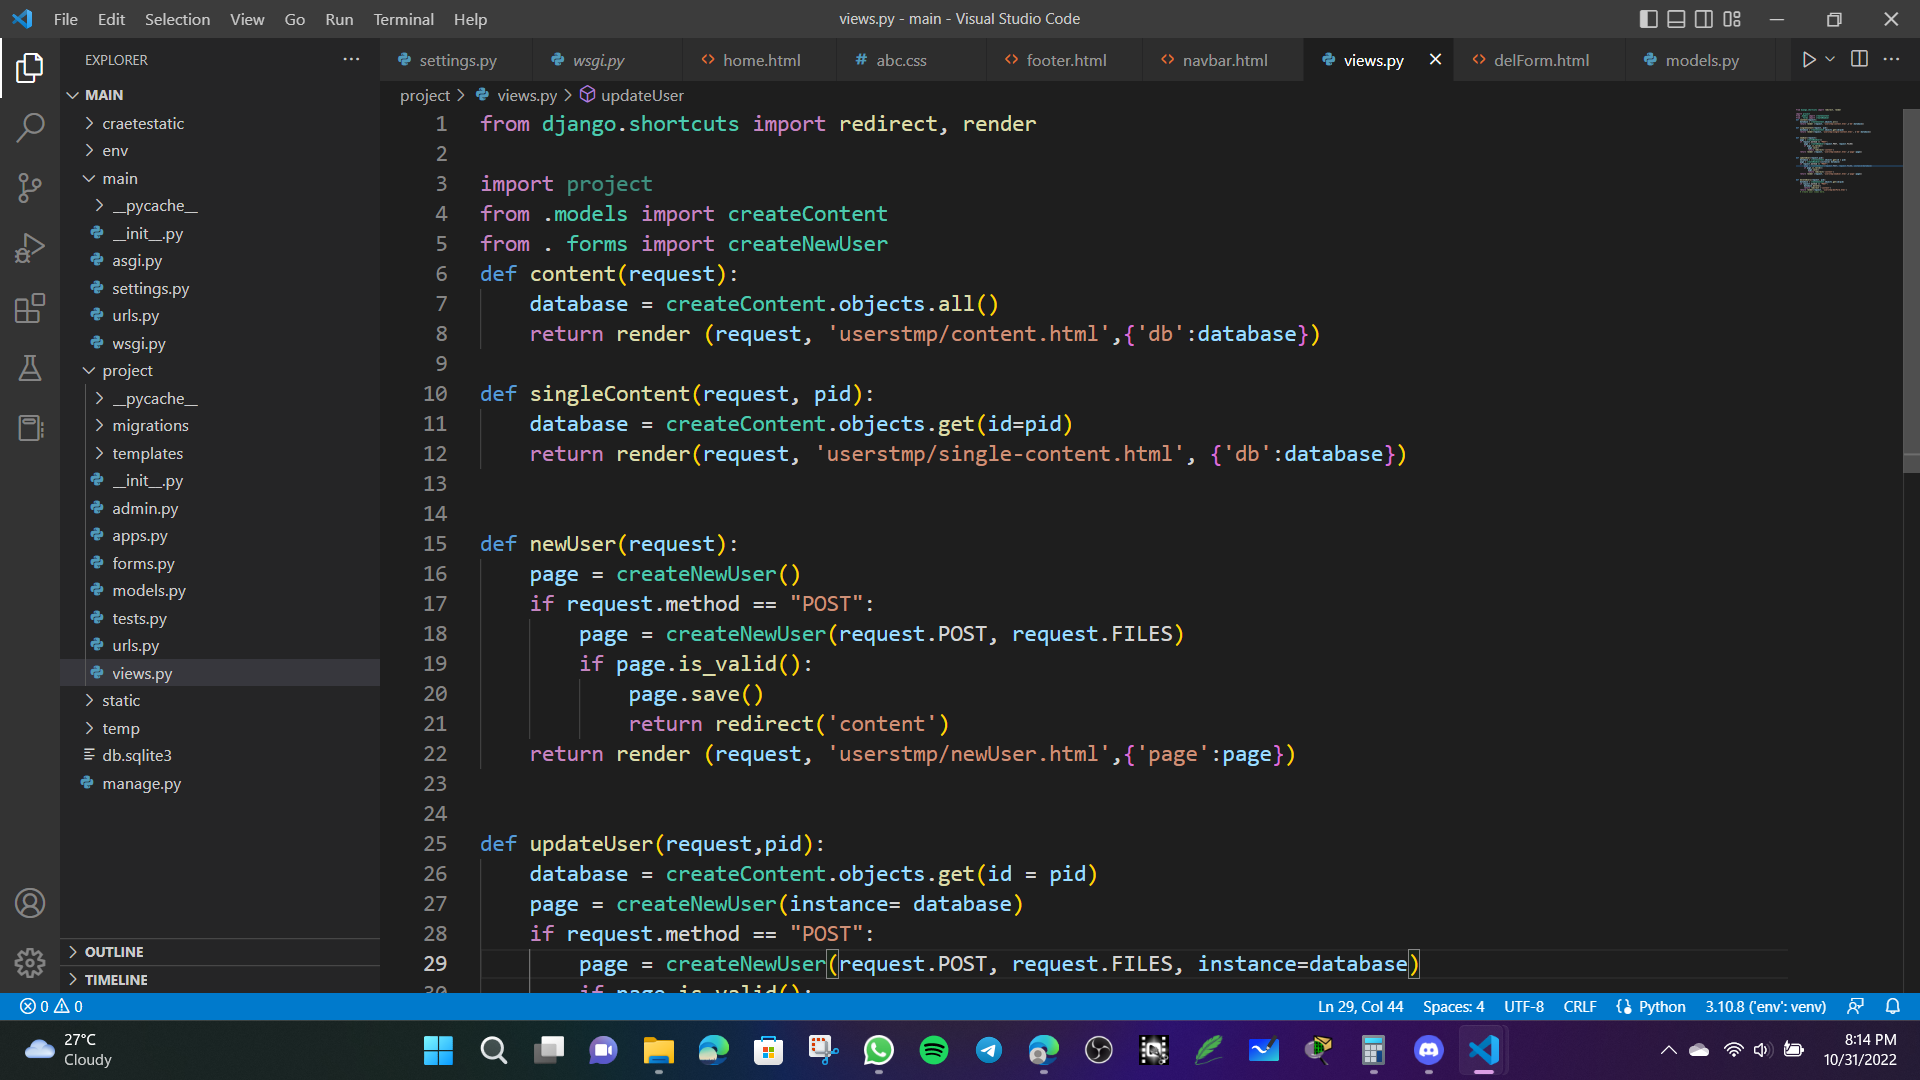 File Edit Selection View Go Run Terminal Help
views.py - main - Visual Studio Code
EXPLORER
settings.py wsgi.py home.html # abc.css footer.html navbar.html views.py delForm.html models.py
project > views.py > updateUser
MAIN
craetestatic
env
main
__pycache__
__init__.py
asgi.py
settings.py
urls.py
wsgi.py
project
__pycache__
migrations
templates
__init__.py
admin.py
apps.py
forms.py
models.py
tests.py
urls.py
views.py
static
temp
db.sqlite3
manage.py
OUTLINE
TIMELINE
1 from django.shortcuts import redirect, render
2
3 import project
4 from .models import createContent
5 from . forms import createNewUser
6 def content(request):
7     database = createContent.objects.all()
8     return render (request, 'userstmp/content.html',{'db':database})
9
10 def singleContent(request, pid):
11     database = createContent.objects.get(id=pid)
12     return render(request, 'userstmp/single-content.html', {'db':database})
13
14
15 def newUser(request):
16     page = createNewUser()
17     if request.method == "POST":
18         page = createNewUser(request.POST, request.FILES)
19         if page.is_valid():
20             page.save()
21             return redirect('content')
22     return render (request, 'userstmp/newUser.html',{'page':page})
23
24
25 def updateUser(request,pid):
26     database = createContent.objects.get(id = pid)
27     page = createNewUser(instance= database)
28     if request.method == "POST":
29         page = createNewUser(request.POST, request.FILES, instance=database)
30         if page.is_valid():
0 0
Ln 29, Col 44 Spaces: 4 UTF-8 CRLF Python 3.10.8 ('env': venv)
27°C
Cloudy
8:14 PM
10/31/2022